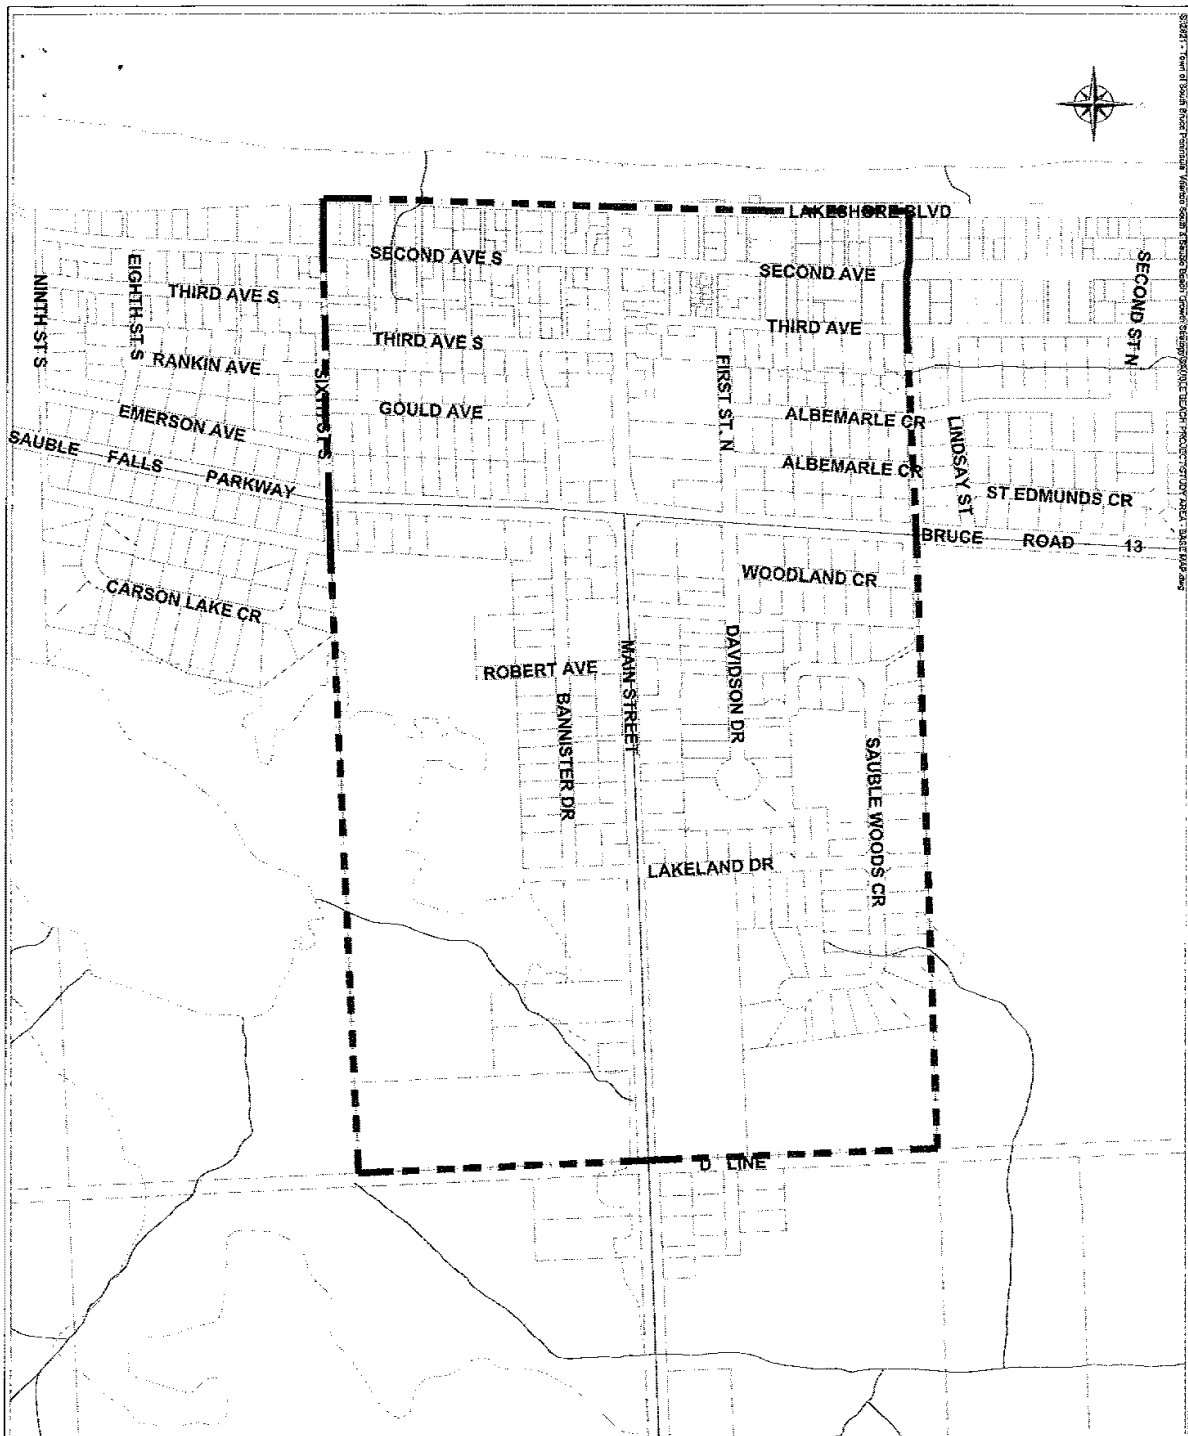 LAKESHORE BLVD
SECOND AVE S
SECOND AVE
SECOND ST N
EIGHTH ST S
NINTH ST S
THIRD AVE S
THIRD AVE
THIRD AVE S
RANKIN AVE
SIXTH ST S
FIRST ST. N
GOULD AVE
ALBEMARLE CR
EMERSON AVE
LINDSAY ST
SAUBLE FALLS PARKWAY
ALBEMARLE CR
ST.EDMUNDS CR
BRUCE ROAD 13
WOODLAND CR
CARSON LAKE CR
ROBERT AVE
MAIN STREET
DAVIDSON DR
BANNISTER DR
SAUBLE WOODS CR
LAKELAND DR
D LINE